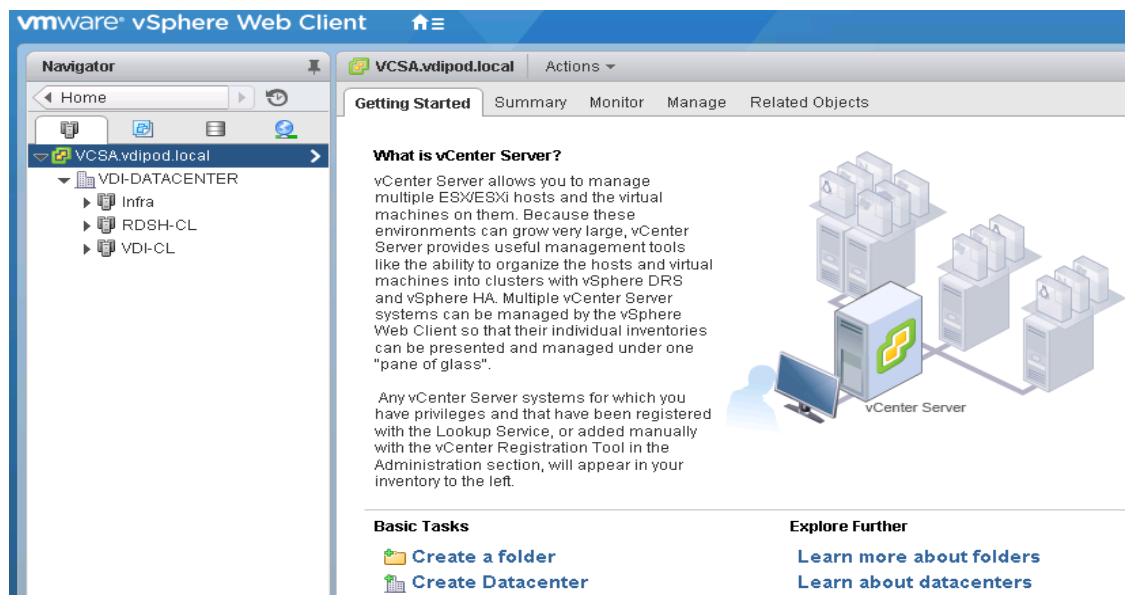 vmware® vSphere Web Client
Navigator
Home
VCSA.vdipod.local
VDI-DATACENTER
Infra
RDSH-CL
VDI-CL
VCSA.vdipod.local Actions
Getting Started Summary Monitor Manage Related Objects
What is vCenter Server?
vCenter Server allows you to manage
multiple ESX/ESXi hosts and the virtual
machines on them. Because these
environments can grow very large, vCenter
Server provides useful management tools
like the ability to organize the hosts and virtual
machines into clusters with vSphere DRS
and vSphere HA. Multiple vCenter Server
systems can be managed by the vSphere
Web Client so that their individual inventories
can be presented and managed under one
"pane of glass".
Any vCenter Server systems for which you
have privileges and that have been registered
with the Lookup Service, or added manually
with the vCenter Registration Tool in the
Administration section, will appear in your
inventory to the left.
vCenter Server
Basic Tasks
Create a folder
Create Datacenter
Explore Further
Learn more about folders
Learn about datacenters